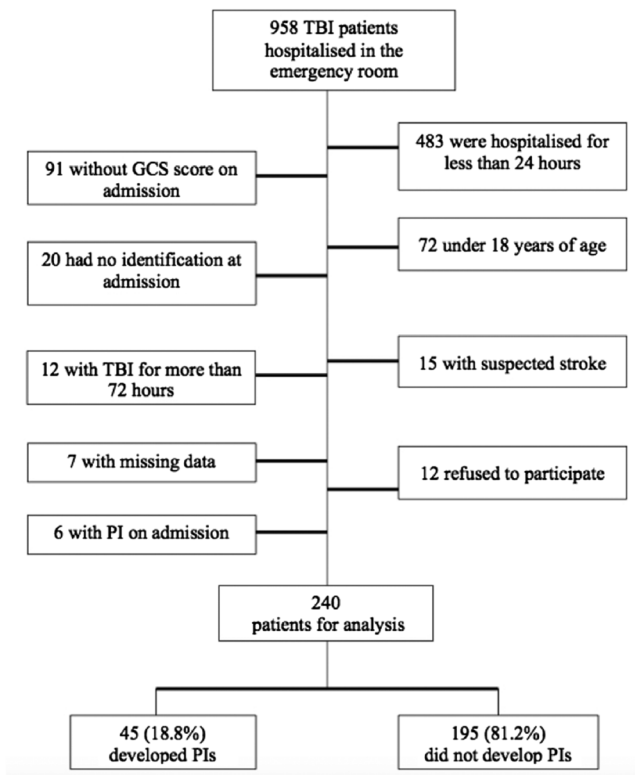 958 TBI patients
hospitalised in the
emergency room
483 were hospitalised for
less than 24 hours
91 without GCS score on
admission
72 under 18 years of age
20 had no identification at
admission
15 with suspected stroke
12 with TBI for more than
72 hours
7 with missing data
12 refused to participate
6 with PI on admission
240
patients for analysis
45 (18.8%)
developed PIs
195 (81.2%)
did not develop PIs